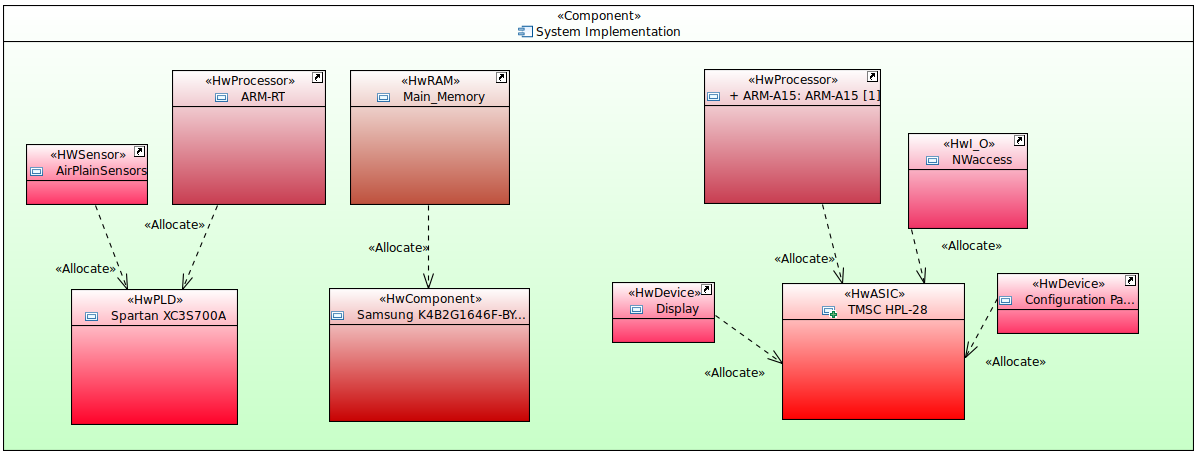 «Component»
System Implementation
«HwProcessor»
ARM-RT
«HwRAM»
Main_Memory
«HwProcessor»
+ ARM-A15: ARM-A15 [1]
«HWSensor»
AirPlainSensors
«HwI_O»
NWaccess
«Allocate»
«Allocate»
«Allocate»
«Allocate»
«Allocate»
«HwPLD»
Spartan XC3S700A
«HwComponent»
Samsung K4B2G1646F-BY...
«HwDevice»
Display
«HwASIC»
TMSC HPL-28
«HwDevice»
Configuration Pa...
«Allocate»
«Allocate»